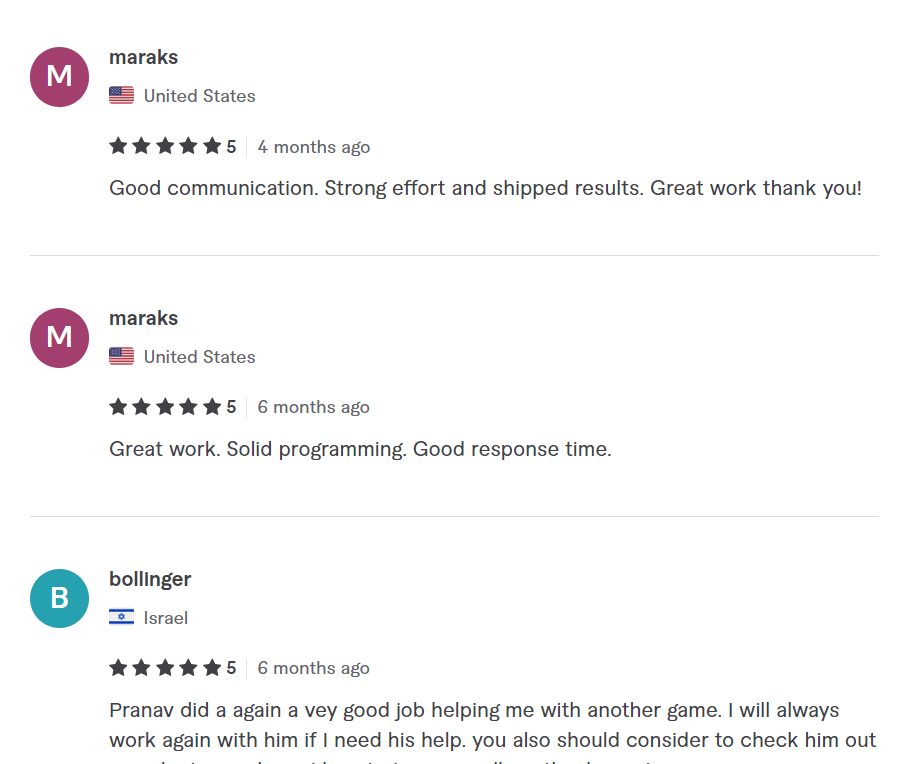 M
maraks
United States
5 4 months ago
Good communication. Strong effort and shipped results. Great work thank you!
M
maraks
United States
5 6 months ago
Great work. Solid programming. Good response time.
B
bollinger
Israel
5 6 months ago
Pranav did a again a vey good job helping me with another game. I will always
work again with him if I need his help. you also should consider to check him out